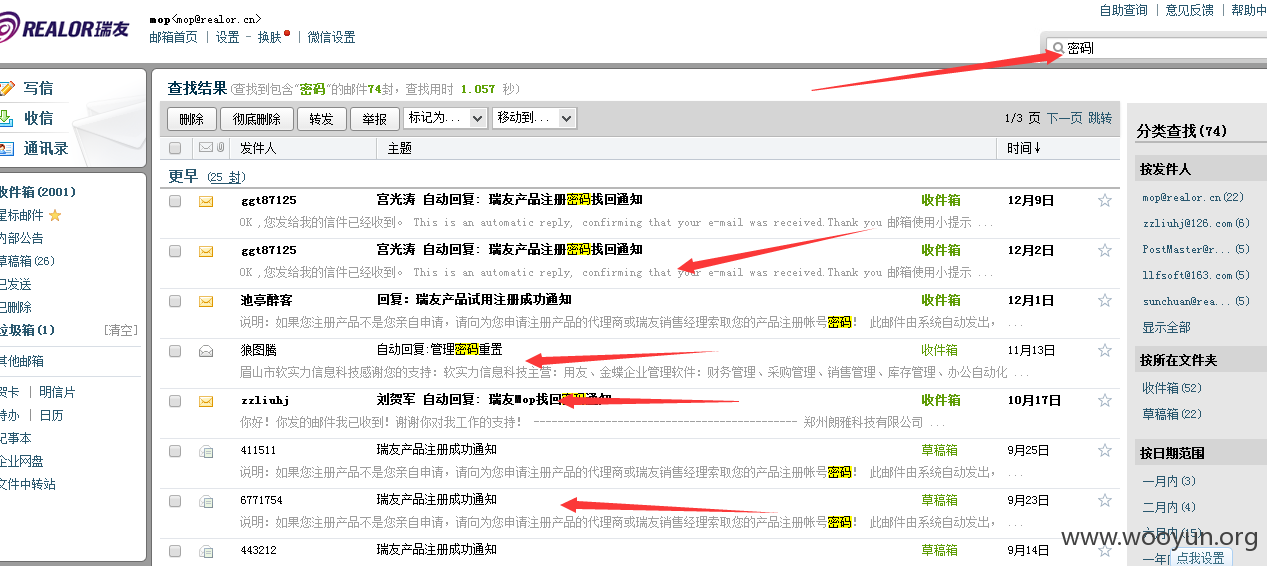 REALOR瑞友
mop<mop@realor.cn>
邮箱首页 | 设置 - 换肤 | 微信设置
自助查询 | 意见反馈 | 帮助中
密码
写信
收信
通讯录
收件箱(2001)
星标邮件
内部公告
草稿箱(26)
已发送
已删除
垃圾箱(1) [清空]
其他邮箱
贺卡 | 明信片
待办 | 日历
记事本
企业网盘
文件中转站
查找结果(查找到包含“密码”的邮件74封，查找用时 1.057 秒)
删除 彻底删除 转发 举报 标记为... 移动到... 1/3 页 下一页 跳转
发件人 主题 时间↓
更早 (25 封)
ggt87125 宫光涛 自动回复: 瑞友产品注册密码找回通知 收件箱 12月9日
OK ,您发给我的信件已经收到。 This is an automatic reply, confirming that your e-mail was received.Thank you 邮箱使用小提示 ...
ggt87125 宫光涛 自动回复: 瑞友产品注册密码找回通知 收件箱 12月2日
OK ,您发给我的信件已经收到。 This is an automatic reply, confirming that your e-mail was received.Thank you 邮箱使用小提示 ...
池亭醉客 回复：瑞友产品试用注册成功通知 收件箱 12月1日
说明：如果您注册产品不是您亲自申请，请向为您申请注册产品的代理商或瑞友销售经理索取您的产品注册帐号密码！ 此邮件由系统自动发出， ...
狼图腾 自动回复:管理密码重置 收件箱 11月13日
眉山市软实力信息科技感谢您的支持：软实力信息科技主营：用友、金蝶企业管理软件：财务管理、采购管理、销售管理、库存管理、办公自动化 ...
zzliuhj 刘贺军 自动回复: 瑞友Mop找回密码通知 收件箱 10月17日
你好！你发的邮件我已收到！谢谢你对我工作的支持！ ---------------------------------------- 郑州朗雅科技有限公司 ...
411511 瑞友产品注册成功通知 草稿箱 9月25日
说明：如果您注册产品不是您亲自申请，请向为您申请注册产品的代理商或瑞友销售经理索取您的产品注册帐号密码！ 此邮件由系统自动发出， ...
6771754 瑞友产品注册成功通知 草稿箱 9月23日
说明：如果您注册产品不是您亲自申请，请向为您申请注册产品的代理商或瑞友销售经理索取您的产品注册帐号密码！ 此邮件由系统自动发出， ...
443212 瑞友产品注册成功通知 草稿箱 9月14日
分类查找(74)
按发件人
mop@realor.cn(22)
zzliuhj@126.com(6)
PostMaster@r... (5)
llfsoft@163.com(5)
sunchuan@rea... (5)
显示全部
按所在文件夹
收件箱(52)
草稿箱(22)
按日期范围
一月内(3)
二月内(4)
六月内(15)
一年内
点我设置
www.wooyun.org